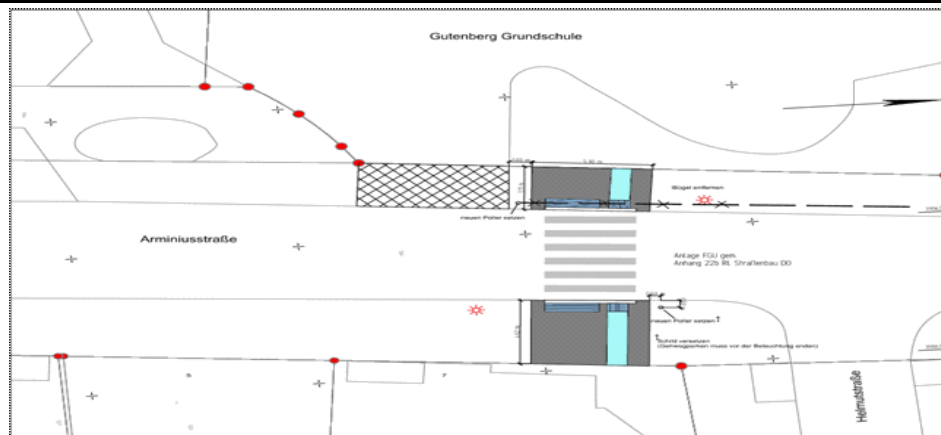 Gutenberg Grundschule
Bügel entfernen
neuen Poller setzen
Arminiusstraße
Anlage FGÜ gem.
Anhang 22b RL Straßenbau DO
neuen Poller setzen
Schild versetzen
(Gehwegparken muss vor der Beleuchtung enden)
Helmutstraße